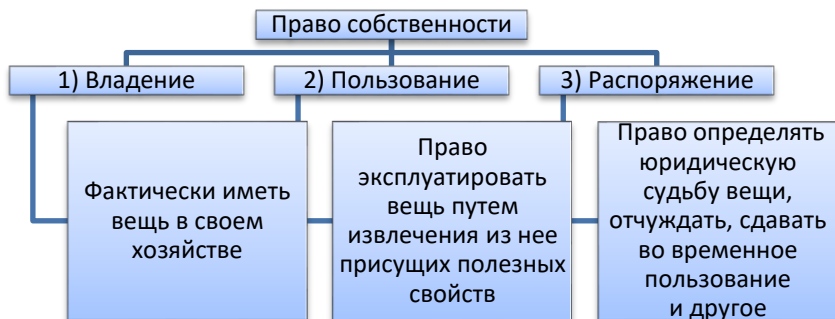 Право собственности
1) Владение
2) Пользование
3) Распоряжение
Фактически иметь
вещь в своем
хозяйстве
Право
эксплуатировать
вещь путем
извлечения из нее
присущих полезных
свойств
Право определять
юридическую
судьбу вещи,
отчуждать, сдавать
во временное
пользование
и другое